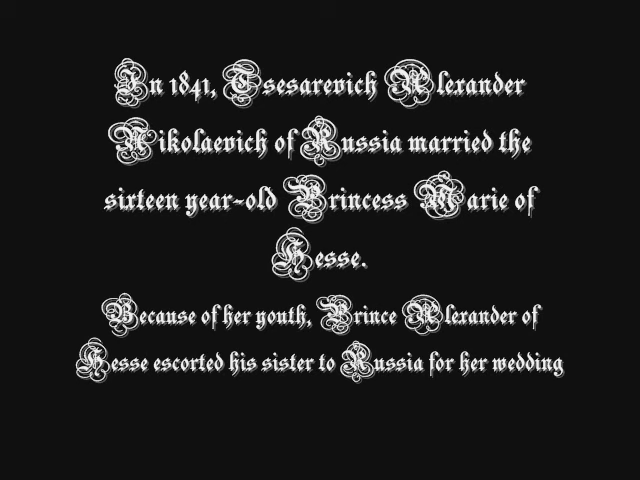 In 1841, Tsesarevich Alexander
Nikolaevich of Russia married the
sixteen year-old Princess Marie of
Hesse.
Because of her youth, Prince Alexander of
Hesse escorted his sister to Russia for her wedding